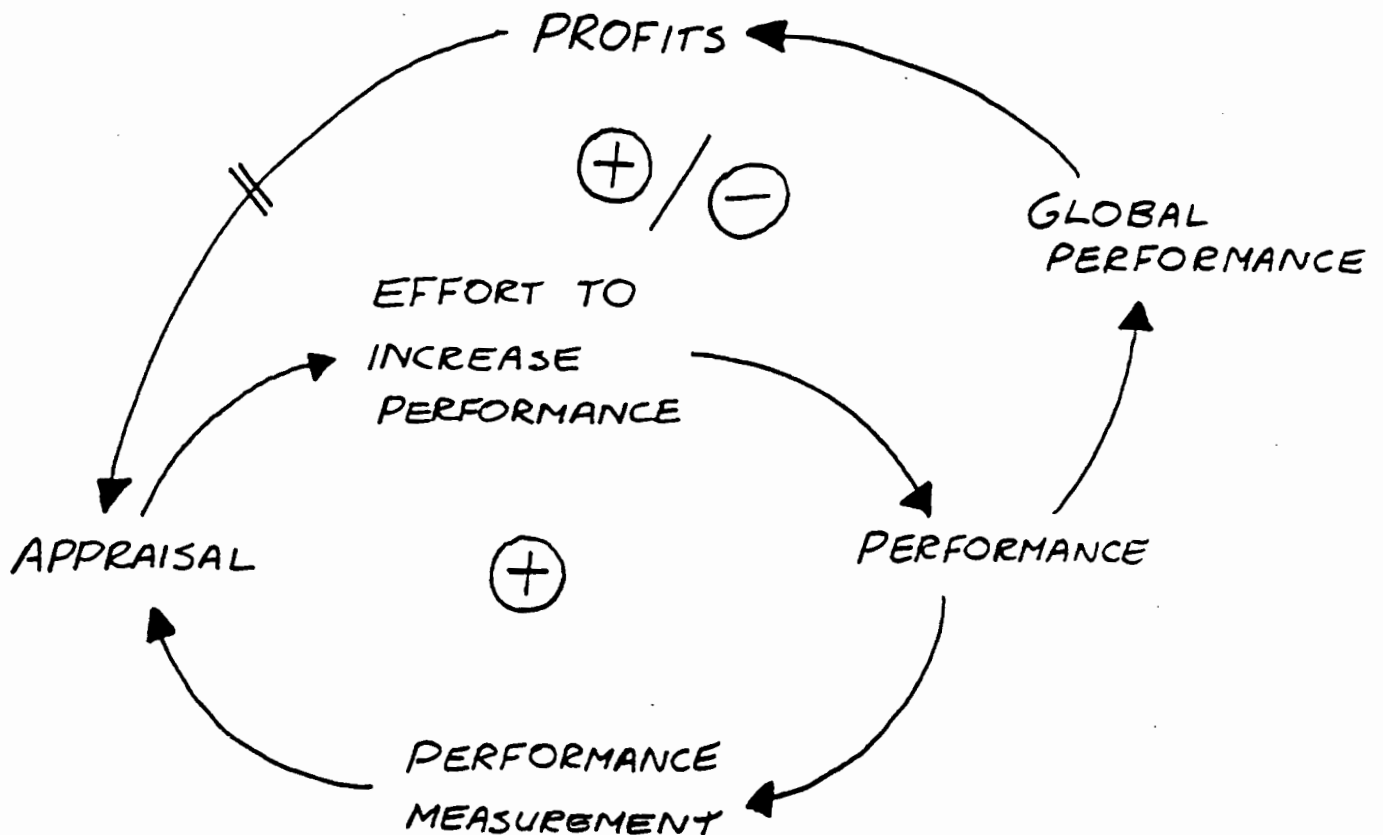 PROFITS
+ / -
GLOBAL
PERFORMANCE
EFFORT TO
INCREASE
PERFORMANCE
APPRAISAL
+
PERFORMANCE
PERFORMANCE
MEASUREMENT